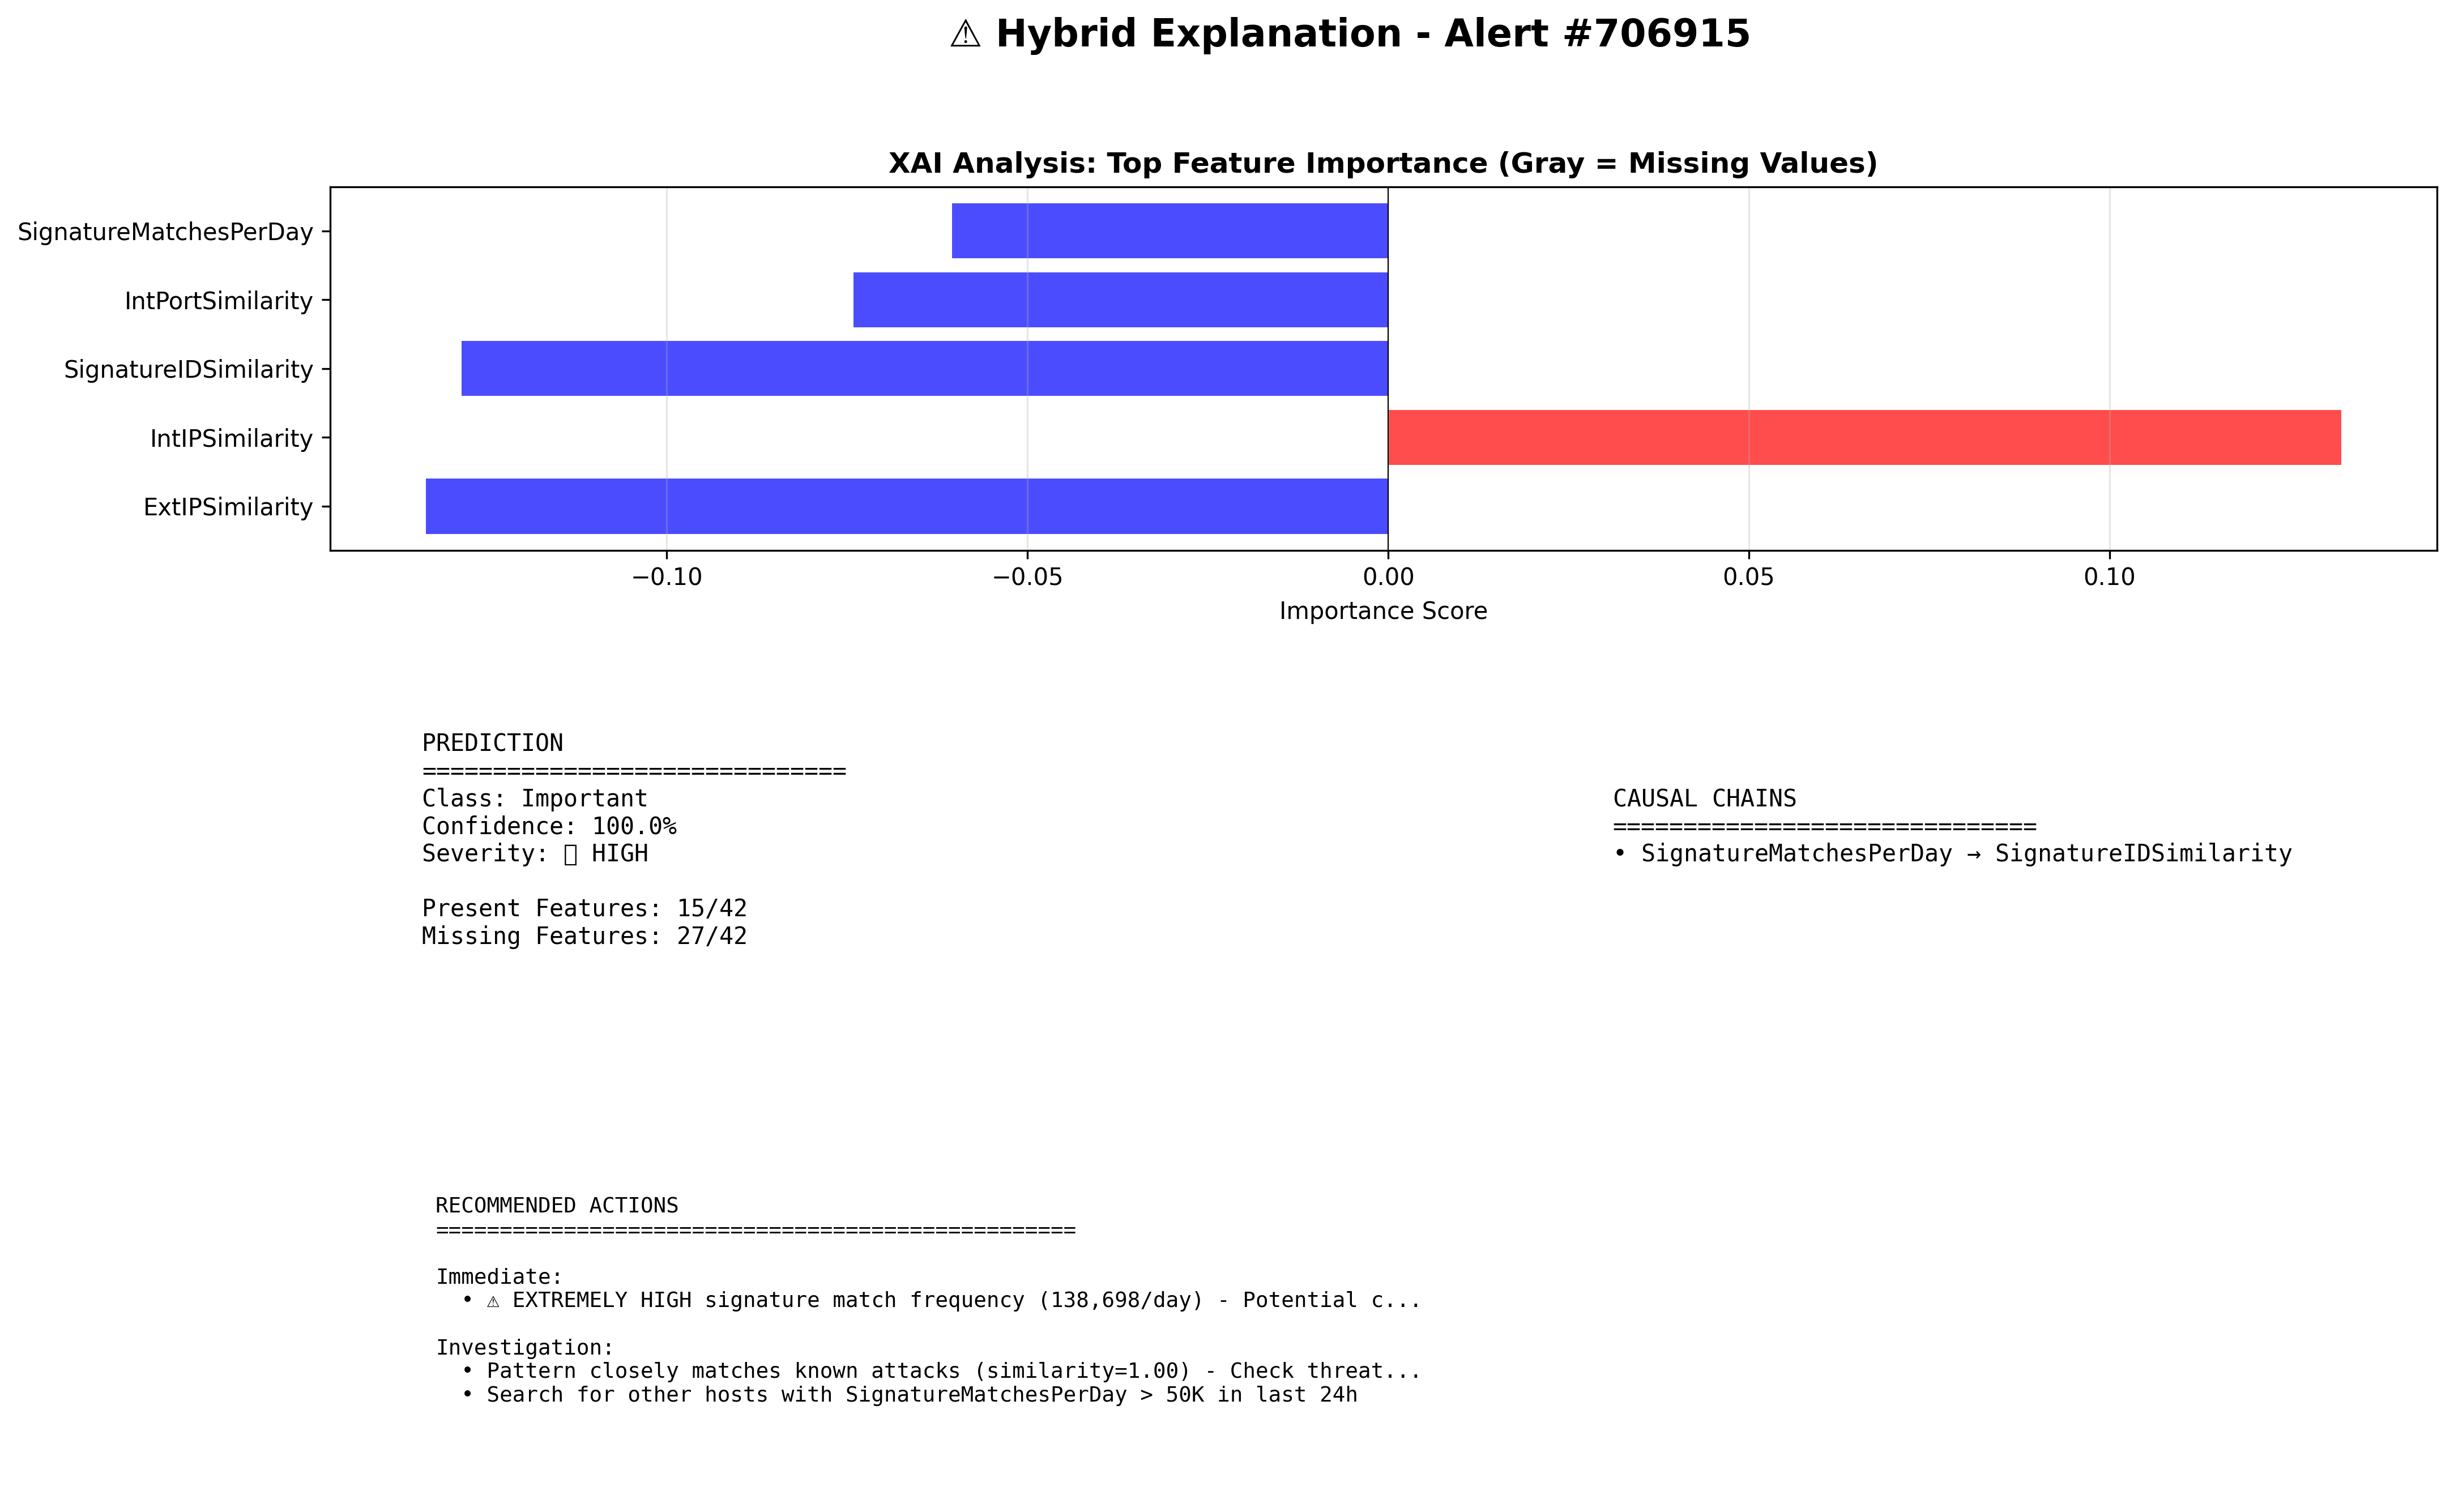 ⚠ Hybrid Explanation - Alert #706915
XAI Analysis: Top Feature Importance (Gray = Missing Values)
SignatureMatchesPerDay
IntPortSimilarity
SignatureIDSimilarity
IntIPSimilarity
ExtIPSimilarity
−0.10 −0.05 0.00 0.05 0.10
Importance Score
PREDICTION
==============================
Class: Important
Confidence: 100.0%
Severity: ▯ HIGH
Present Features: 15/42
Missing Features: 27/42
CAUSAL CHAINS
==============================
• SignatureMatchesPerDay → SignatureIDSimilarity
RECOMMENDED ACTIONS
==================================================
Immediate:
• ⚠ EXTREMELY HIGH signature match frequency (138,698/day) - Potential c...
Investigation:
• Pattern closely matches known attacks (similarity=1.00) - Check threat...
• Search for other hosts with SignatureMatchesPerDay > 50K in last 24h